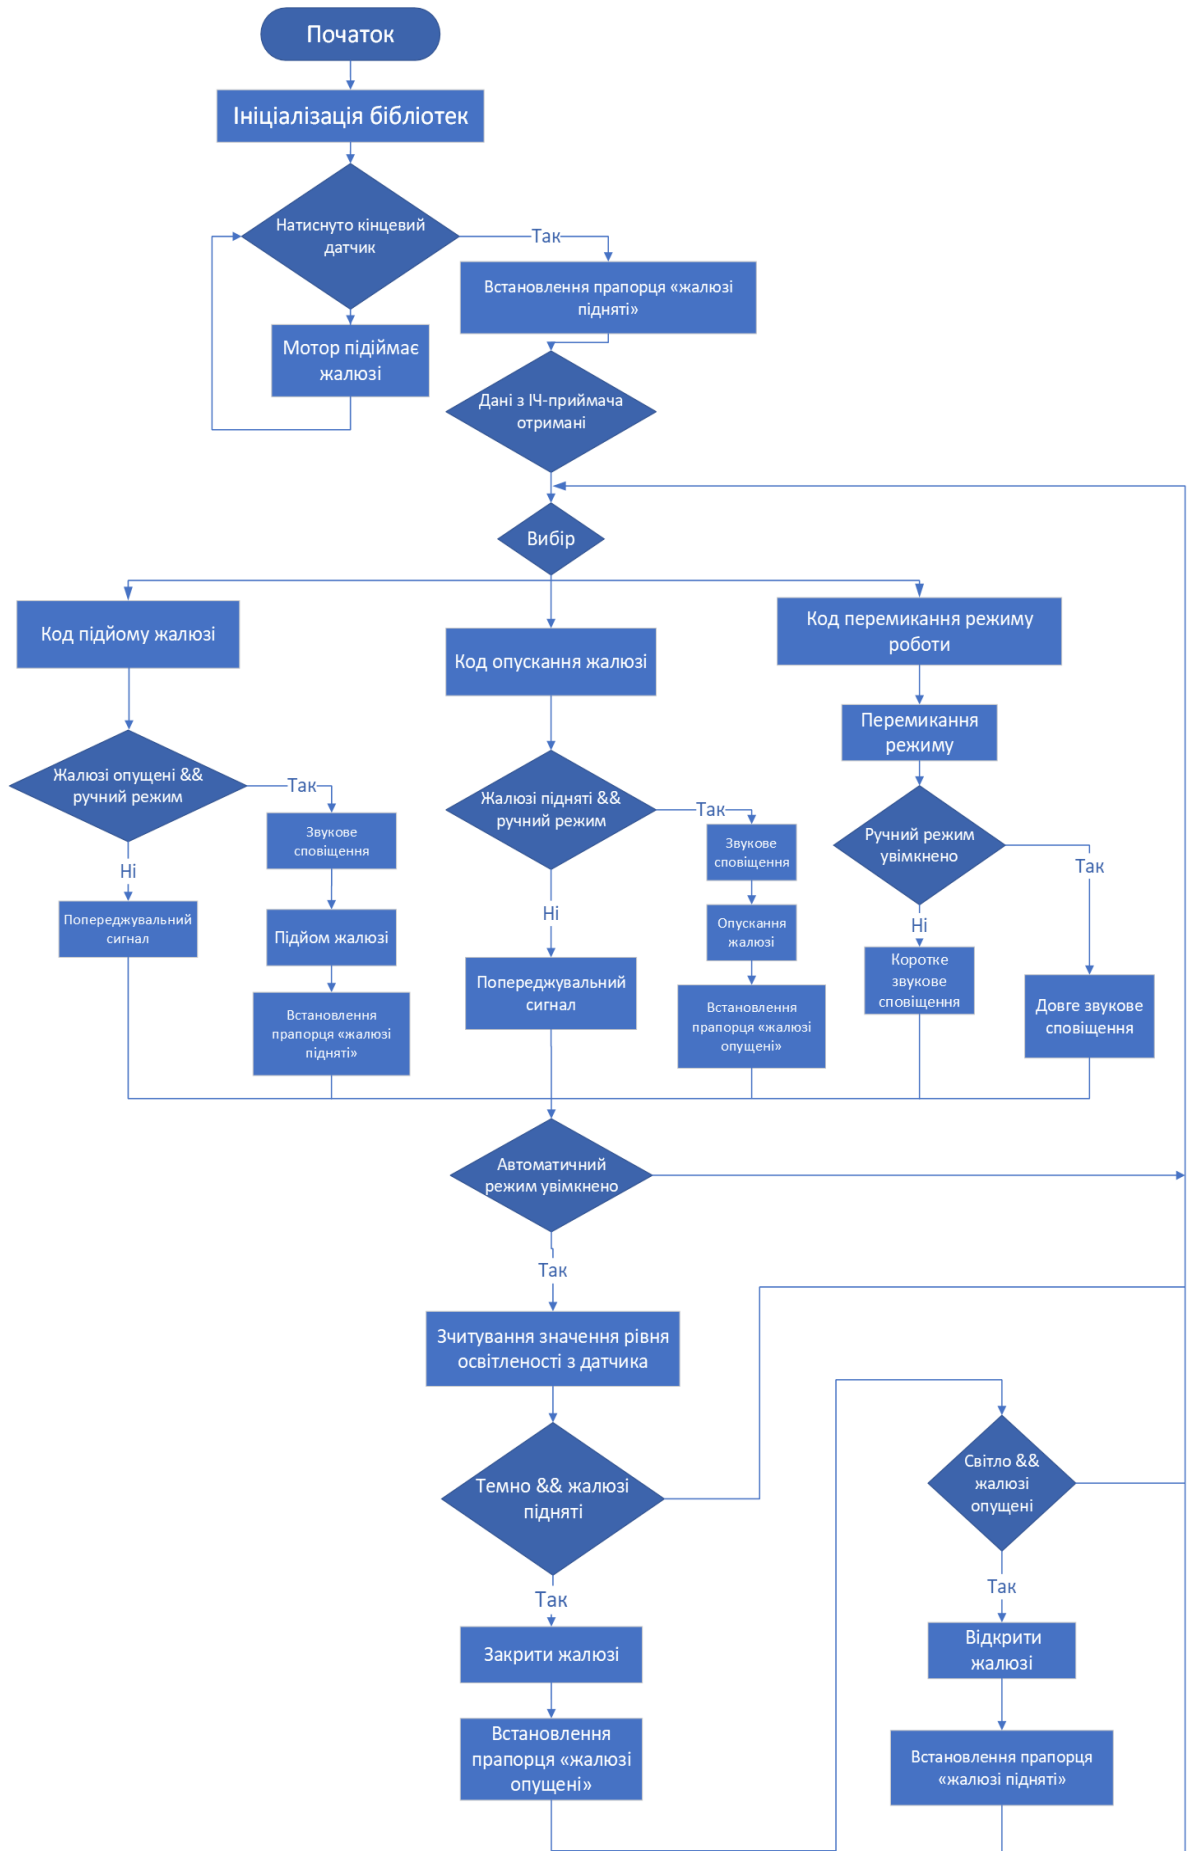 Початок
Ініціалізація бібліотек
Натиснуто кінцевий
датчик
Так
Встановлення прапорця «жалюзі
підняті»
Мотор підіймає
жалюзі
Дані з ІЧ-приймача
отримані
Вибір
Код підйому жалюзі
Код опускання жалюзі
Код перемикання режиму
роботи
Перемикання
режиму
Жалюзі опущені &&
ручний режим
Так
Звукове
сповіщення
Ні
Попереджувальний
сигнал
Підйом жалюзі
Встановлення
прапорця «жалюзі
підняті»
Жалюзі підняті &&
ручний режим
Так
Звукове
сповіщення
Опускання
жалюзі
Ні
Попереджувальний
сигнал
Встановлення
прапорця «жалюзі
опущені»
Ручний режим
увімкнено
Так
Ні
Коротке
звукове
сповіщення
Довге звукове
сповіщення
Автоматичний
режим увімкнено
Так
Зчитування значення рівня
освітленості з датчика
Темно && жалюзі
підняті
Так
Закрити жалюзі
Встановлення
прапорця «жалюзі
опущені»
Світло &&
жалюзі
опущені
Так
Відкрити
жалюзі
Встановлення прапорця
«жалюзі підняті»